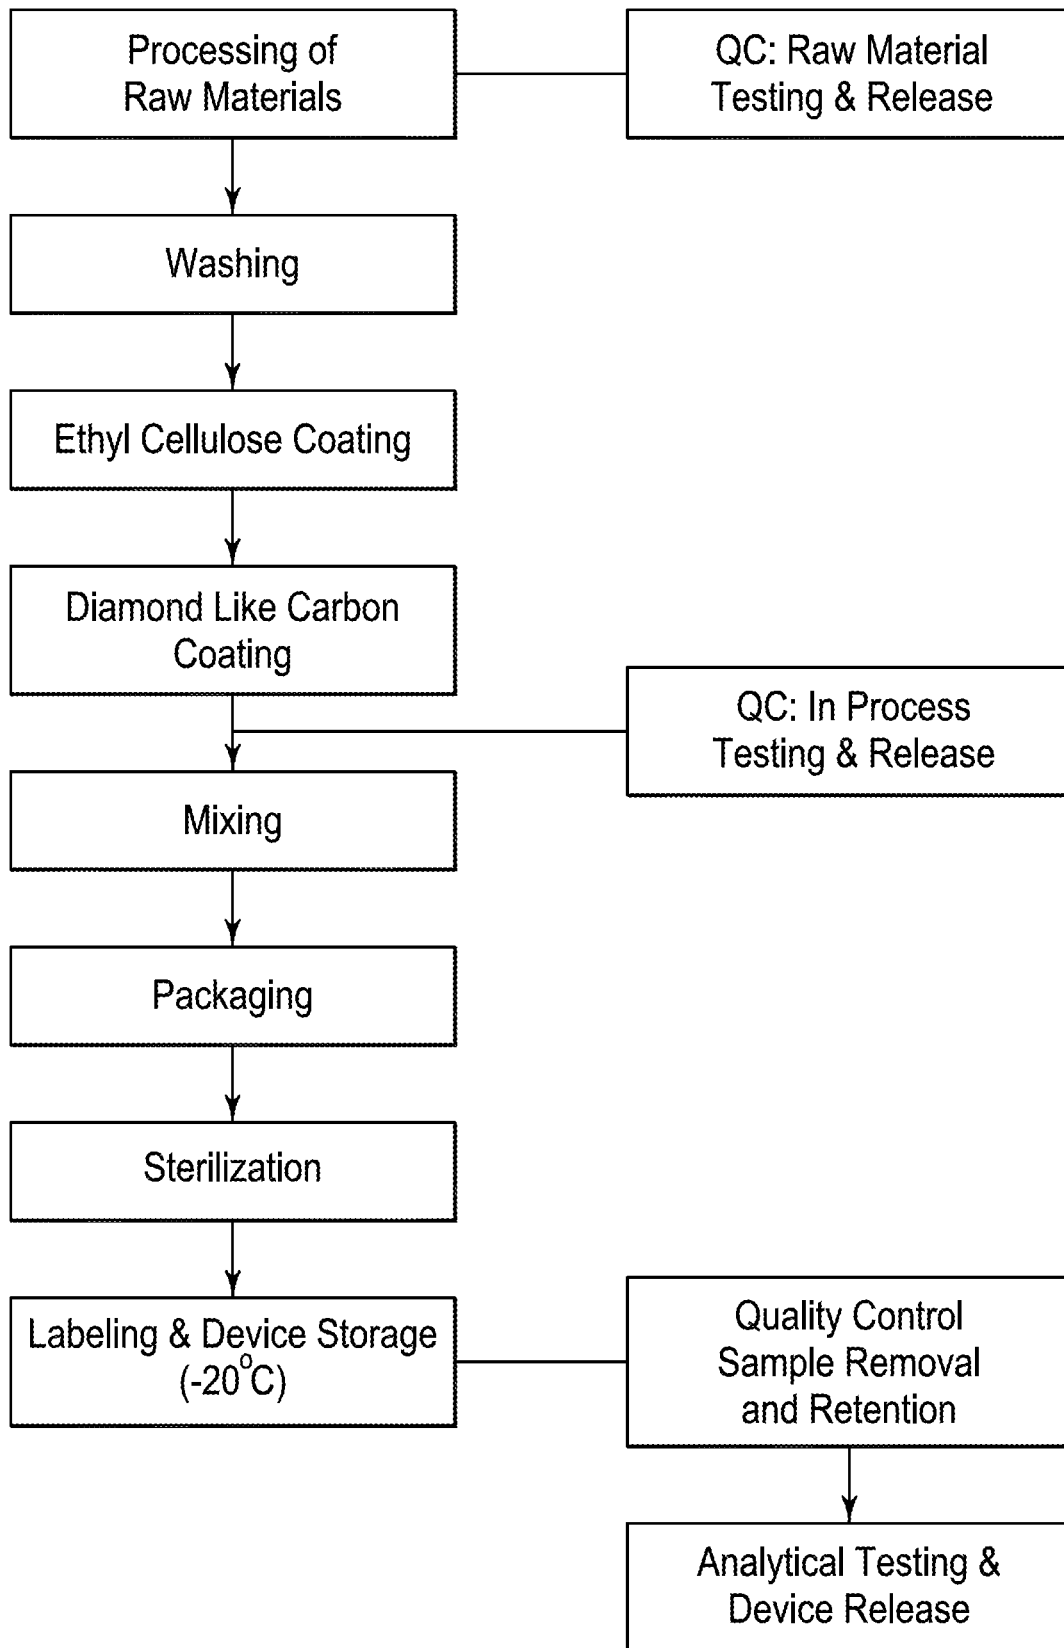 Processing of
Raw Materials
QC: Raw Material
Testing & Release
Washing
Ethyl Cellulose Coating
Diamond Like Carbon
Coating
QC: In Process
Testing & Release
Mixing
Packaging
Sterilization
Labeling & Device Storage
(-20°C)
Quality Control
Sample Removal
and Retention
Analytical Testing &
Device Release